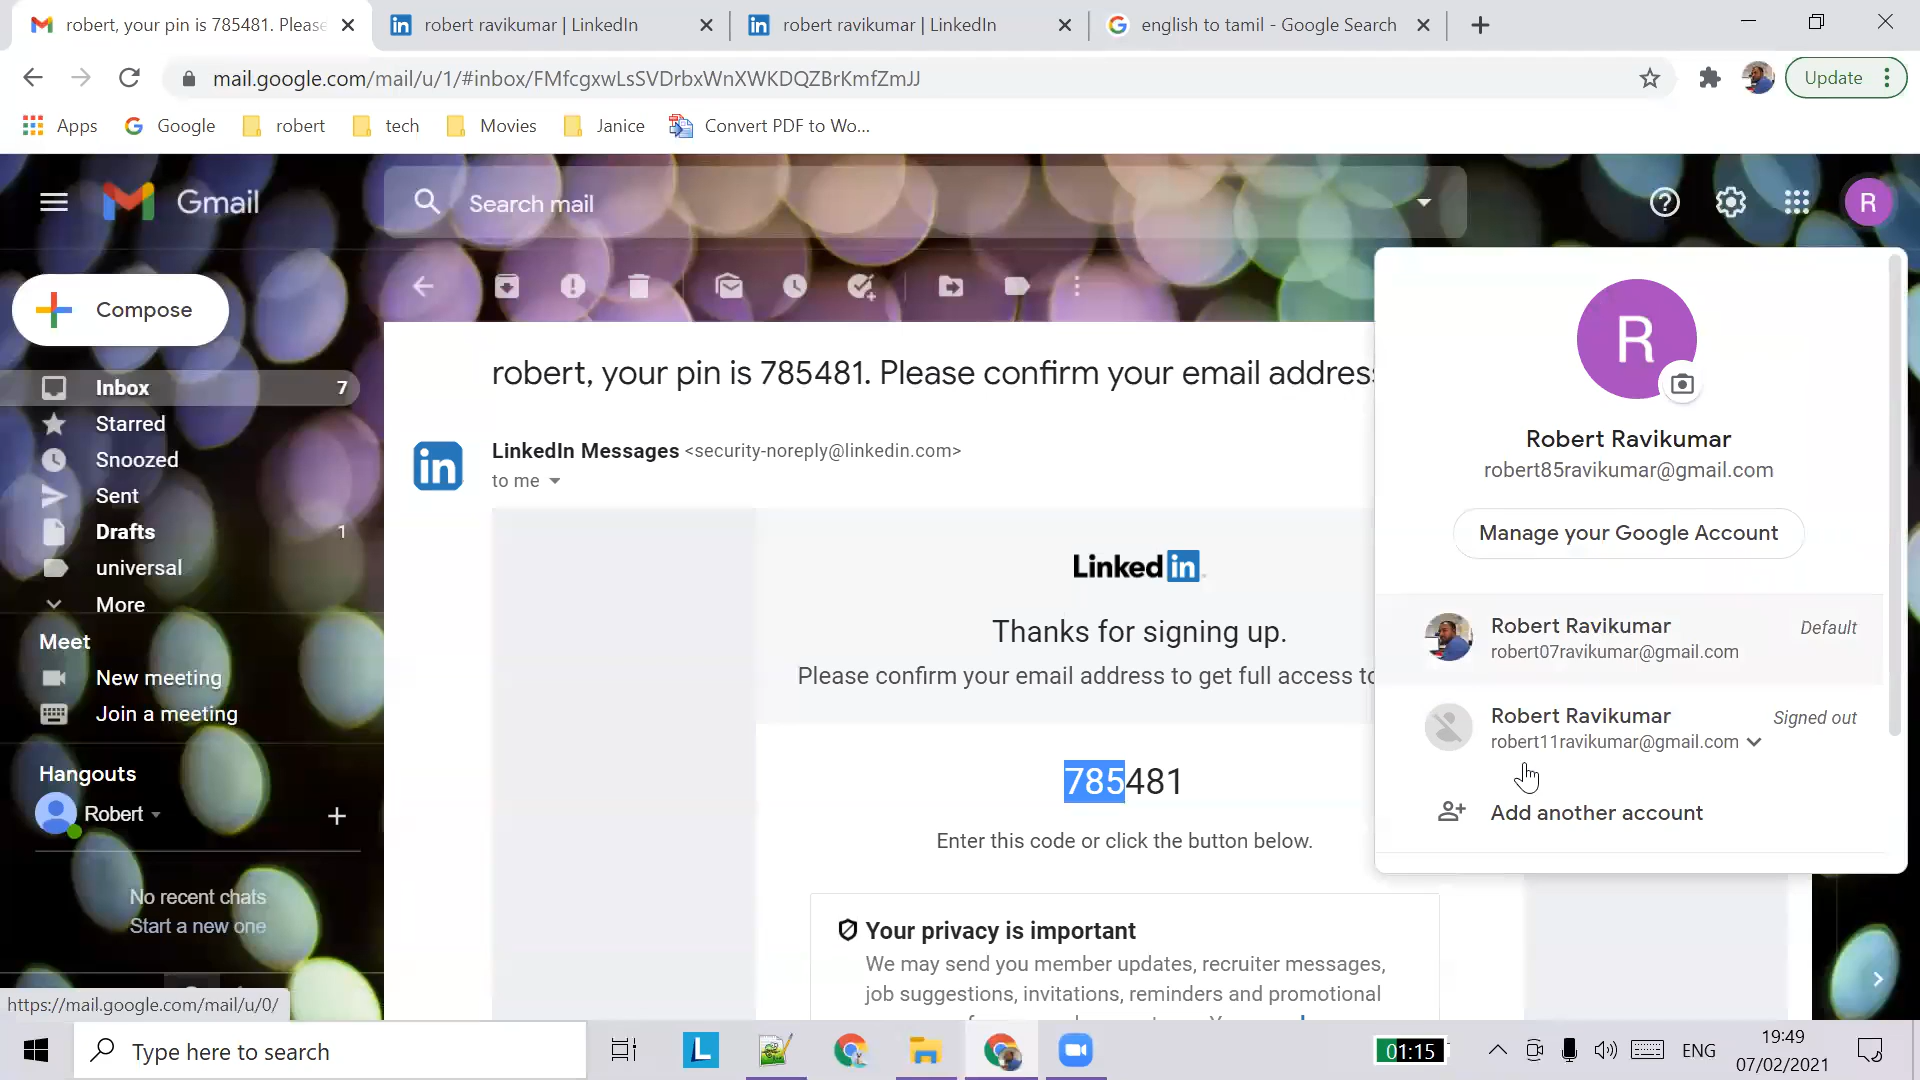 robert, your pin is 785481. Please
robert ravikumar | LinkedIn
robert ravikumar | LinkedIn
english to tamil - Google Search
mail.google.com/mail/u/1/#inbox/FMfcgxwLsSVDrbxWnXWKDQZBrKmfZmJJ
Update
Apps
Google
robert
tech
Movies
Janice
Convert PDF to Wo...
Gmail
Search mail
R
Compose
Inbox 7
Starred
Snoozed
Sent
Drafts 1
universal
More
Meet
New meeting
Join a meeting
Hangouts
Robert
No recent chats
Start a new one
https://mail.google.com/mail/u/0/
robert, your pin is 785481. Please confirm your email address
LinkedIn Messages <security-noreply@linkedin.com>
to me
Linked in
Thanks for signing up.
Please confirm your email address to get full access to
785481
Enter this code or click the button below.
Your privacy is important
We may send you member updates, recruiter messages,
job suggestions, invitations, reminders and promotional
R
Robert Ravikumar
robert85ravikumar@gmail.com
Manage your Google Account
Robert Ravikumar Default
robert07ravikumar@gmail.com
Robert Ravikumar Signed out
robert11ravikumar@gmail.com
Add another account
Type here to search
L
01:15
ENG
19:49
07/02/2021